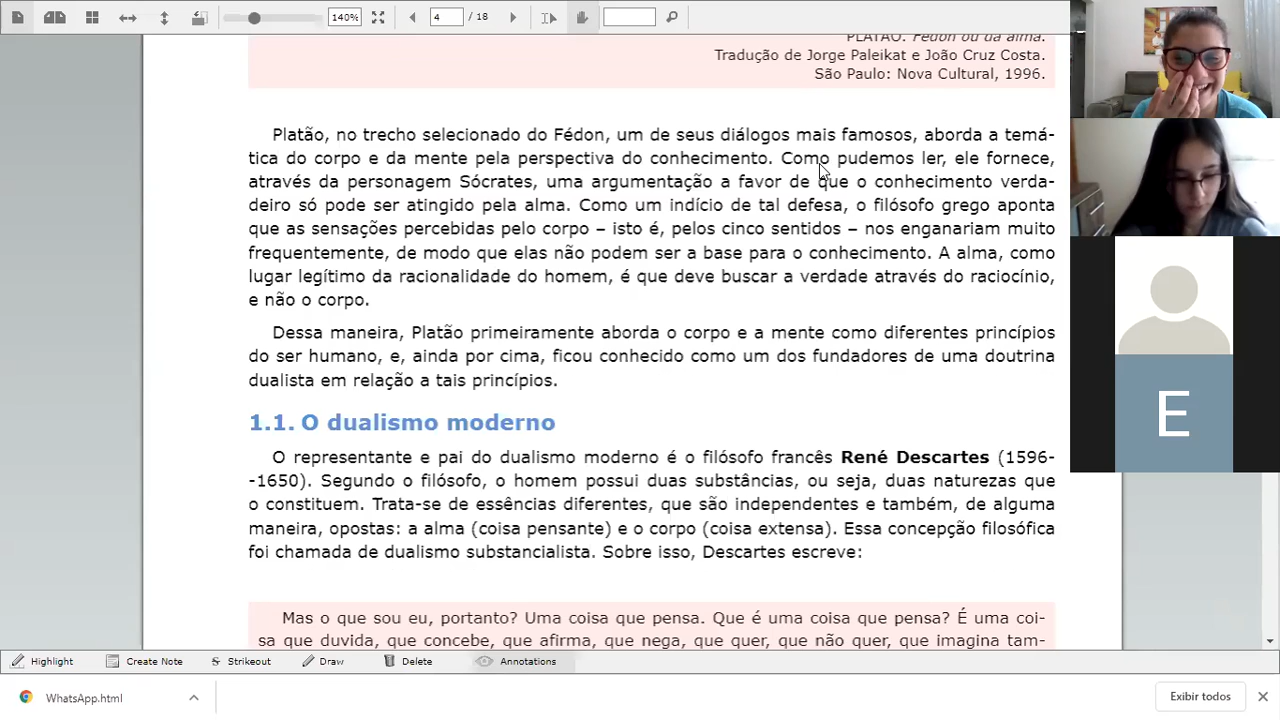 140%
4 / 18
PLATÃO. Fédon ou da alma.
Tradução de Jorge Paleikat e João Cruz Costa.
São Paulo: Nova Cultural, 1996.
Platão, no trecho selecionado do Fédon, um de seus diálogos mais famosos, aborda a temá-
tica do corpo e da mente pela perspectiva do conhecimento. Como pudemos ler, ele fornece,
através da personagem Sócrates, uma argumentação a favor de que o conhecimento verda-
deiro só pode ser atingido pela alma. Como um indício de tal defesa, o filósofo grego aponta
que as sensações percebidas pelo corpo – isto é, pelos cinco sentidos – nos enganariam muito
frequentemente, de modo que elas não podem ser a base para o conhecimento. A alma, como
lugar legítimo da racionalidade do homem, é que deve buscar a verdade através do raciocínio,
e não o corpo.
Dessa maneira, Platão primeiramente aborda o corpo e a mente como diferentes princípios
do ser humano, e, ainda por cima, ficou conhecido como um dos fundadores de uma doutrina
dualista em relação a tais princípios.
1.1. O dualismo moderno
O representante e pai do dualismo moderno é o filósofo francês René Descartes (1596-
-1650). Segundo o filósofo, o homem possui duas substâncias, ou seja, duas naturezas que
o constituem. Trata-se de essências diferentes, que são independentes e também, de alguma
maneira, opostas: a alma (coisa pensante) e o corpo (coisa extensa). Essa concepção filosófica
foi chamada de dualismo substancialista. Sobre isso, Descartes escreve:
Mas o que sou eu, portanto? Uma coisa que pensa. Que é uma coisa que pensa? É uma coi-
sa que duvida, que concebe, que afirma, que nega, que quer, que não quer, que imagina tam-
E
Highlight Create Note Strikeout Draw Delete Annotations
WhatsApp.html
Exibir todos